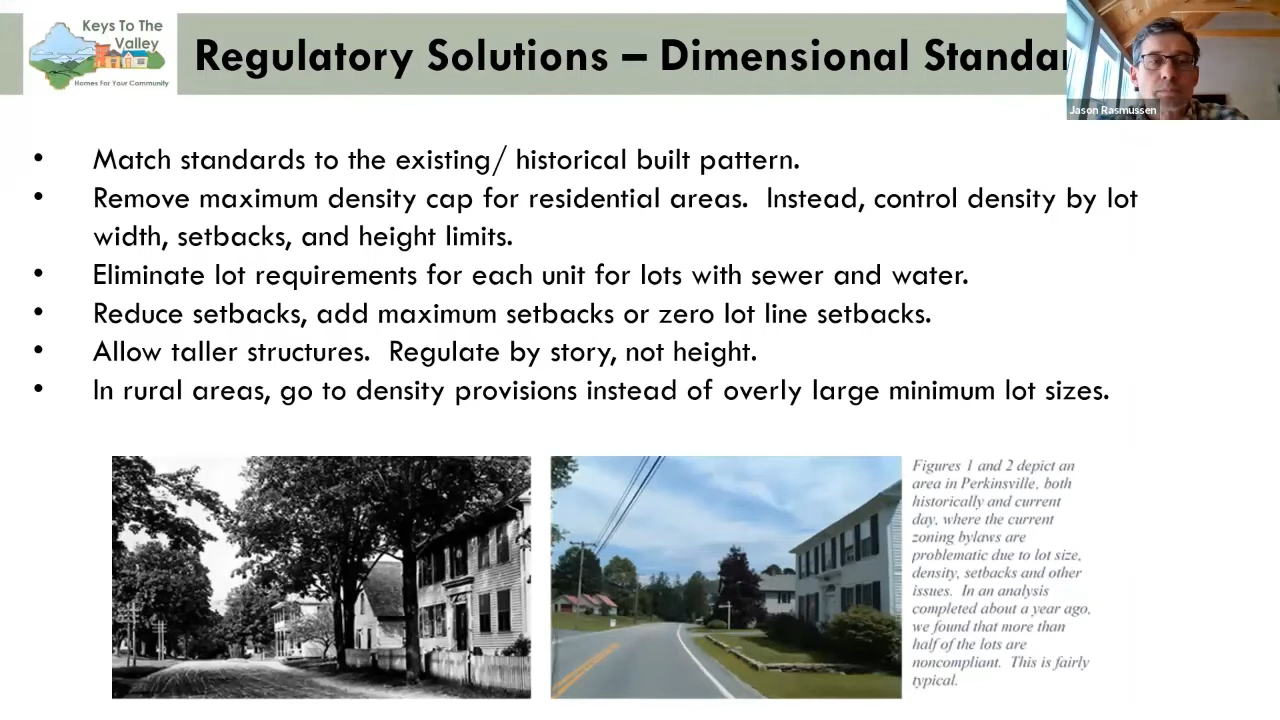 Keys To The
Valley
Homes For Your Community
Regulatory Solutions – Dimensional Standar
Jason Rasmussen
• Match standards to the existing/ historical built pattern.
• Remove maximum density cap for residential areas.  Instead, control density by lot
width, setbacks, and height limits.
• Eliminate lot requirements for each unit for lots with sewer and water.
• Reduce setbacks, add maximum setbacks or zero lot line setbacks.
• Allow taller structures.  Regulate by story, not height.
• In rural areas, go to density provisions instead of overly large minimum lot sizes.
Figures 1 and 2 depict an
area in Perkinsville, both
historically and current
day, where the current
zoning bylaws are
problematic due to lot size,
density, setbacks and other
issues.  In an analysis
completed about a year ago,
we found that more than
half of the lots are
noncompliant.  This is fairly
typical.